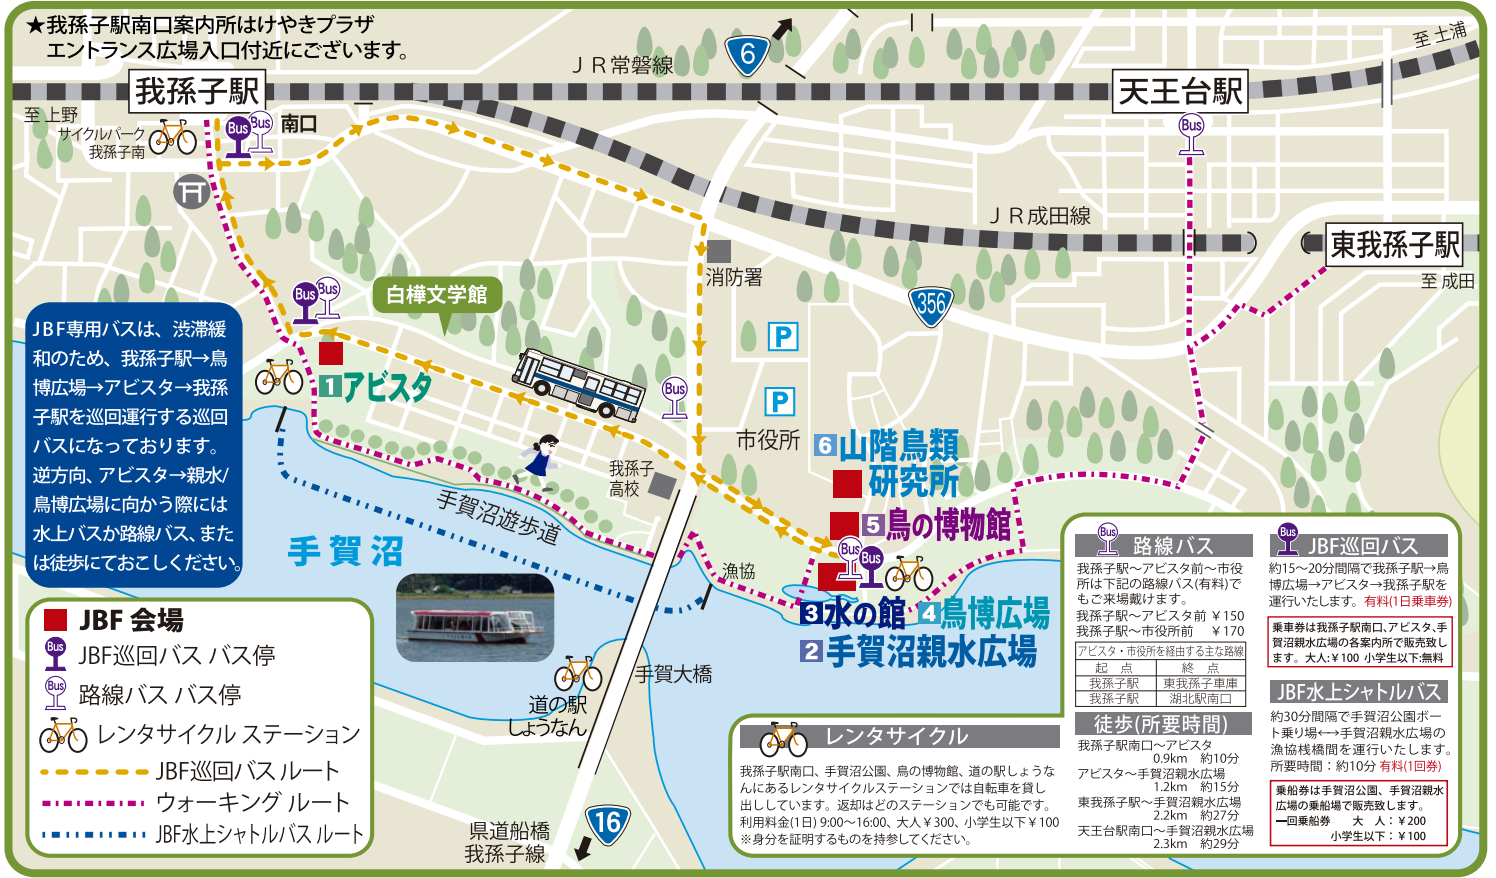 ★我孫子駅南口案内所はけやきプラザ
エントランス広場入口付近にございます。
6
JR常磐線
至 土浦
我孫子駅
天王台駅
至 上野
サイクルパーク
我孫子南
Bus
Bus
南口
Bus
JR成田線
東我孫子駅
至 成田
消防署
356
白樺文学館
Bus
Bus
P
P
Bus
市役所
1 アビスタ
JBF専用バスは、渋滞緩
和のため、我孫子駅→鳥
博広場→アビスタ→我孫
子駅を巡回運行する巡回
バスになっております。
逆方向、アビスタ→親水/
鳥博広場に向かう際には
水上バスか路線バス、また
は徒歩にておこしください。
6 山階鳥類
研究所
5 鳥の博物館
我孫子
高校
手賀沼遊歩道
手賀沼
漁協
Bus
Bus
3 水の館
4 鳥博広場
2 手賀沼親水広場
手賀大橋
道の駅
しょうなん
16
県道船橋
我孫子線
JBF 会場
Bus
JBF巡回バス バス停
Bus
路線バス バス停
レンタサイクル ステーション
JBF巡回バス ルート
ウォーキング ルート
JBF水上シャトルバス ルート
レンタサイクル
我孫子駅南口、手賀沼公園、鳥の博物館、道の駅しょうな
んにあるレンタサイクルステーションでは自転車を貸し
出ししています。返却はどのステーションでも可能です。
利用料金(1日) 9:00～16:00、大人¥300、小学生以下¥100
※身分を証明するものを持参してください。
Bus
路線バス
我孫子駅～アビスタ前～市役
所は下記の路線バス(有料)で
もご来場戴けます。
我孫子駅～アビスタ前 ¥150
我孫子駅～市役所前 ¥170
アビスタ・市役所を経由する主な路線
起 点 終 点
我孫子駅 東我孫子車庫
我孫子駅 湖北駅南口
徒歩(所要時間)
我孫子駅南口～アビスタ
0.9km 約10分
アビスタ～手賀沼親水広場
1.2km 約15分
東我孫子駅～手賀沼親水広場
2.2km 約27分
天王台駅南口～手賀沼親水広場
2.3km 約29分
Bus
JBF巡回バス
約15～20分間隔で我孫子駅→鳥
博広場→アビスタ→我孫子駅を
運行いたします。有料(1日乗車券)
乗車券は我孫子駅南口、アビスタ、手
賀沼親水広場の各案内所で販売致し
ます。大人:¥100 小学生以下:無料
JBF水上シャトルバス
約30分間隔で手賀沼公園ボー
ト乗り場←→手賀沼親水広場の
漁協桟橋間を運行いたします。
所要時間：約10分 有料(1回券)
乗船券は手賀沼公園、手賀沼親水
広場の乗船場で販売致します。
一回乗船券 大 人：¥200
小学生以下：¥100